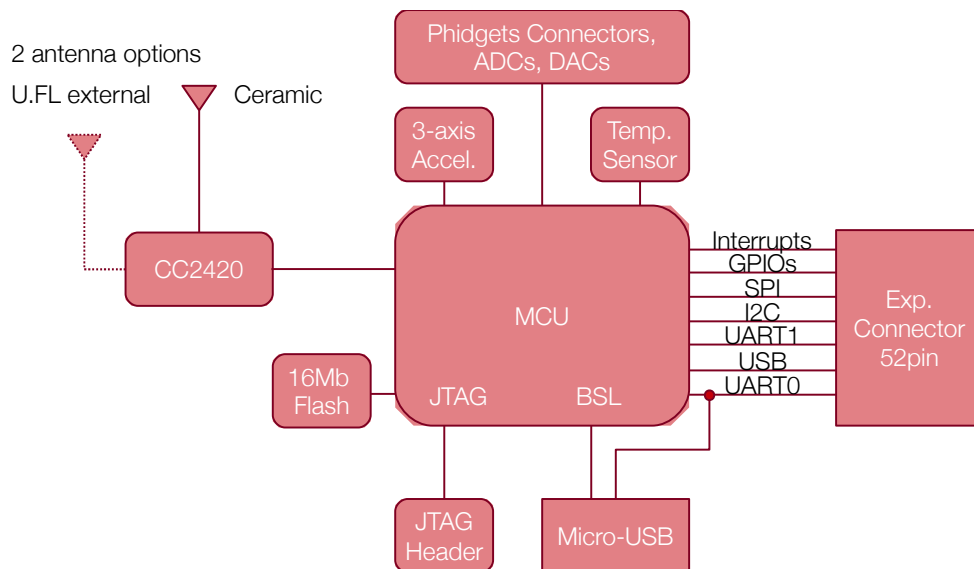 Phidgets Connectors,
ADCs, DACs
2 antenna options
U.FL external
Ceramic
3-axis
Accel.
Temp.
Sensor
CC2420
MCU
Interrupts
GPIOs
SPI
I2C
UART1
USB
UART0
Exp.
Connector
52pin
16Mb
Flash
JTAG
BSL
JTAG
Header
Micro-USB